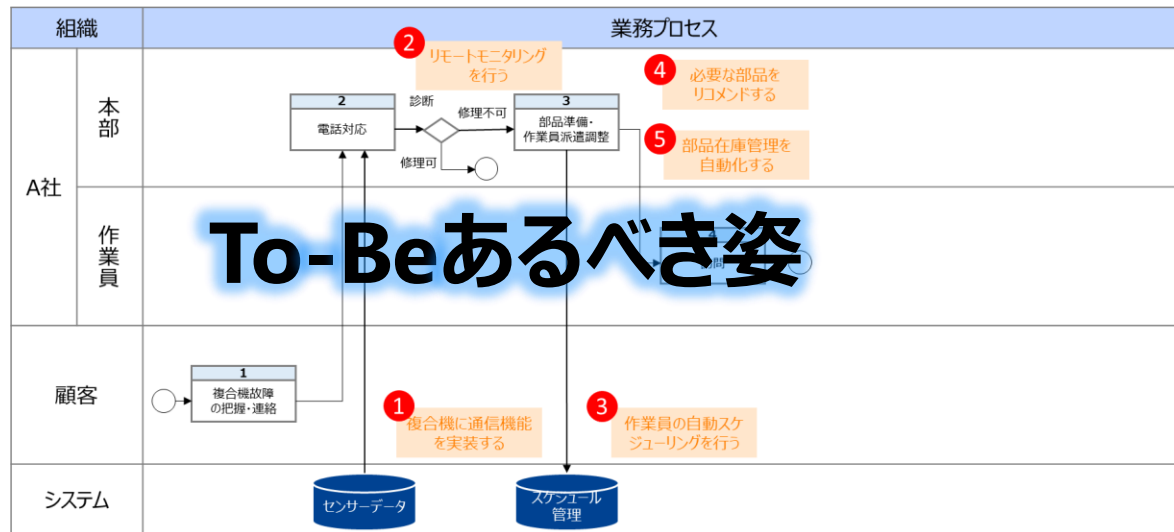 組織
業務プロセス
A社
本部
作業員
顧客
システム
2
リモートモニタリング
を行う
4
必要な部品を
リコメンドする
2
電話対応
診断
修理不可
修理可
3
部品準備・
作業員派遣調整
5
部品在庫管理を
自動化する
To-Beあるべき姿
1
複合機故障
の把握・連絡
1
複合機に通信機能
を実装する
3
作業員の自動スケ
ジューリングを行う
センサーデータ
スケジュール
管理